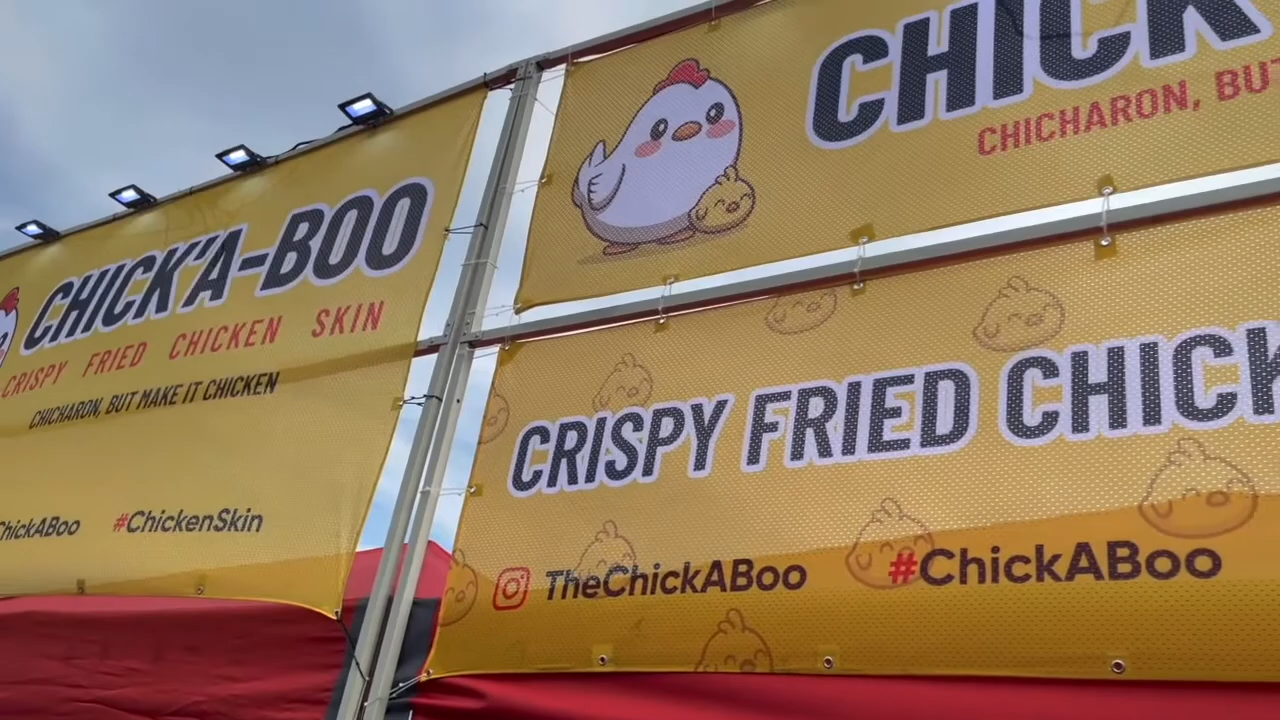 CHICK'A-BOO
CRISPY FRIED CHICKEN SKIN
CHICHARON, BUT MAKE IT CHICKEN
#ChickenSkin
CHICK
CHICHARON, BUT
CRISPY FRIED CHICK
TheChickABoo
#ChickABoo